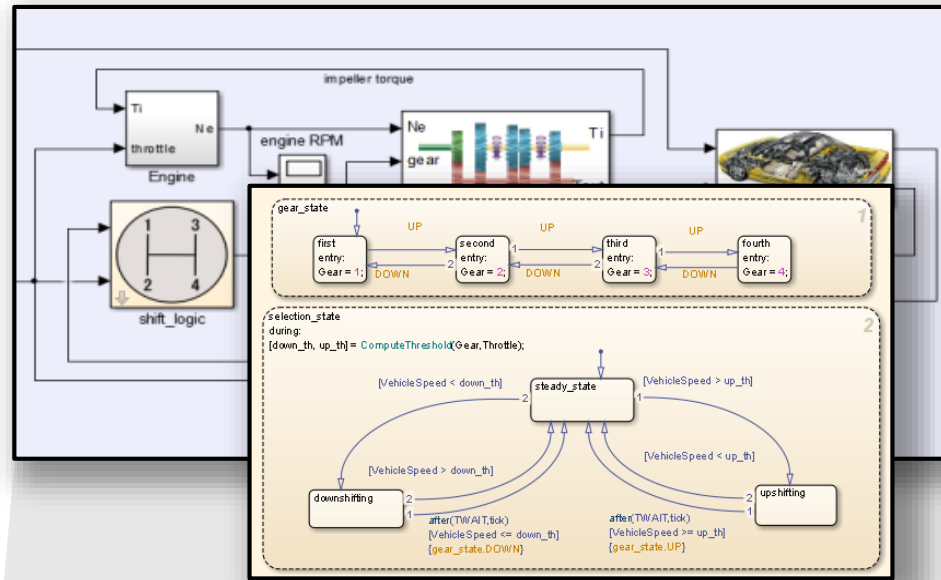 impeller torque
Ti
Ne
throttle
Engine
engine RPM
Ne
gear
Ti
1 3
2 4
shift_logic
gear_state
1
UP
UP
UP
first
entry:
Gear = 1;
second
entry:
Gear = 2;
third
entry:
Gear = 3;
fourth
entry:
Gear = 4;
1
1
2
2
DOWN
DOWN
DOWN
selection_state
2
during:
[down_th, up_th] = ComputeThreshold(Gear,Throttle);
[VehicleSpeed < down_th]
steady_state
[VehicleSpeed > up_th]
2
1
[VehicleSpeed > down_th]
[VehicleSpeed < up_th]
downshifting
2
1
upshifting
2
1
after(TWAIT,tick)
[VehicleSpeed <= down_th]
{gear_state.DOWN}
after(TWAIT,tick)
[VehicleSpeed >= up_th]
{gear_state.UP}